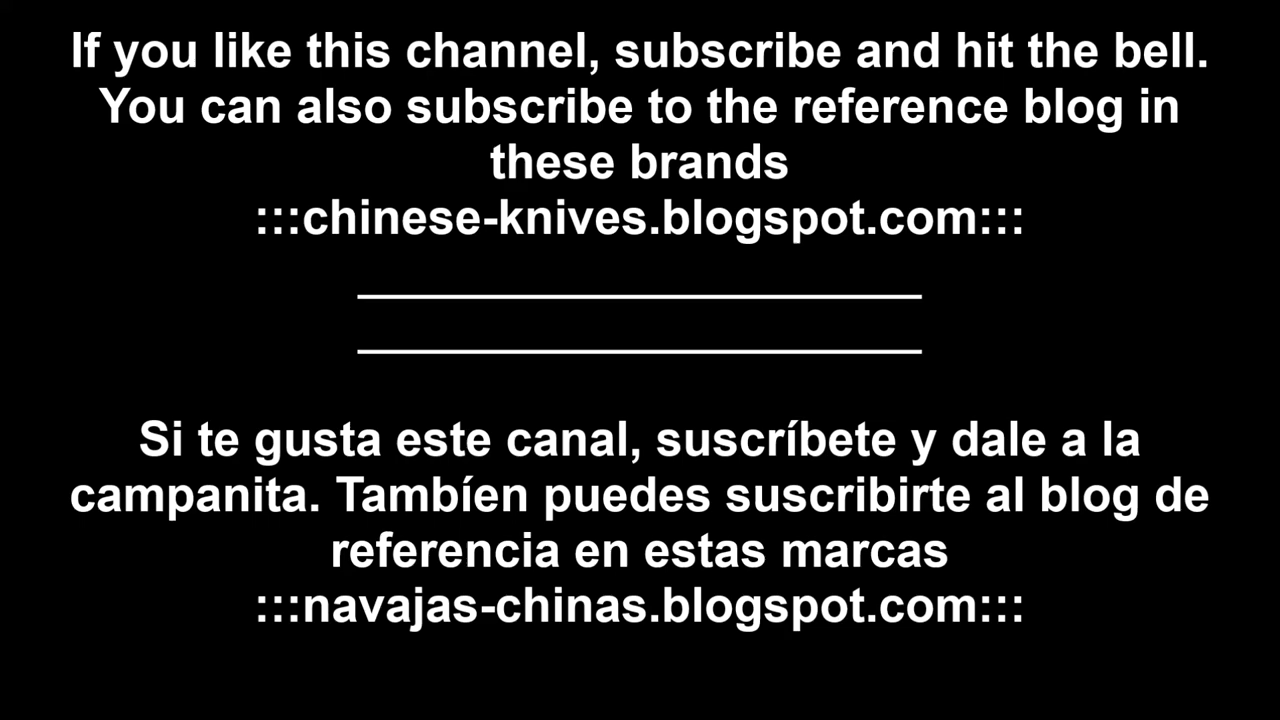 If you like this channel, subscribe and hit the bell.
You can also subscribe to the reference blog in
these brands
:::chinese-knives.blogspot.com:::
Si te gusta este canal, suscríbete y dale a la
campanita. Tambíen puedes suscribirte al blog de
referencia en estas marcas
:::navajas-chinas.blogspot.com:::